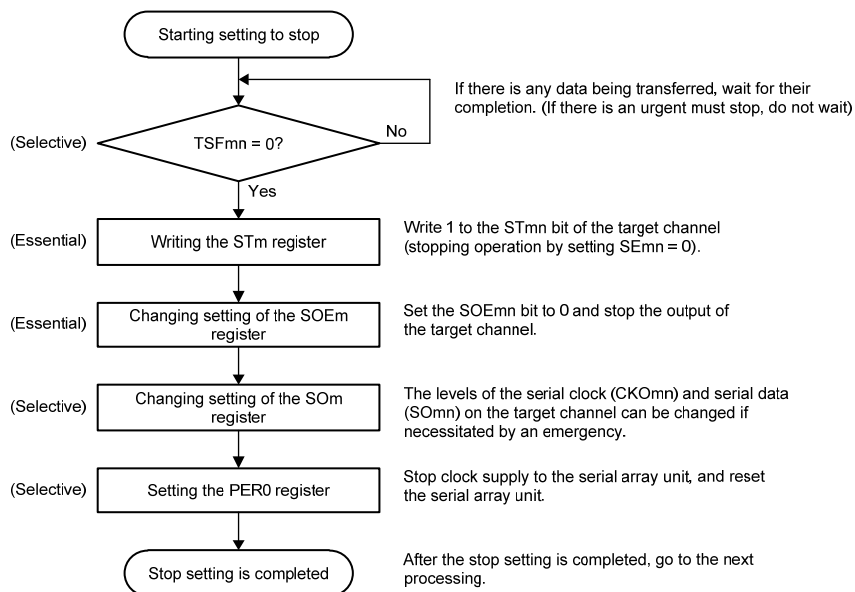 Starting setting to stop
If there is any data being transferred, wait for their
completion. (If there is an urgent must stop, do not wait)
(Selective)
TSFmn = 0?
No
Yes
(Essential)
Writing the STm register
Write 1 to the STmn bit of the target channel
(stopping operation by setting SEmn = 0).
(Essential)
Changing setting of the SOEm
register
Set the SOEmn bit to 0 and stop the output of
the target channel.
(Selective)
Changing setting of the SOm
register
The levels of the serial clock (CKOmn) and serial data
(SOmn) on the target channel can be changed if
necessitated by an emergency.
(Selective)
Setting the PER0 register
Stop clock supply to the serial array unit, and reset
the serial array unit.
Stop setting is completed
After the stop setting is completed, go to the next
processing.